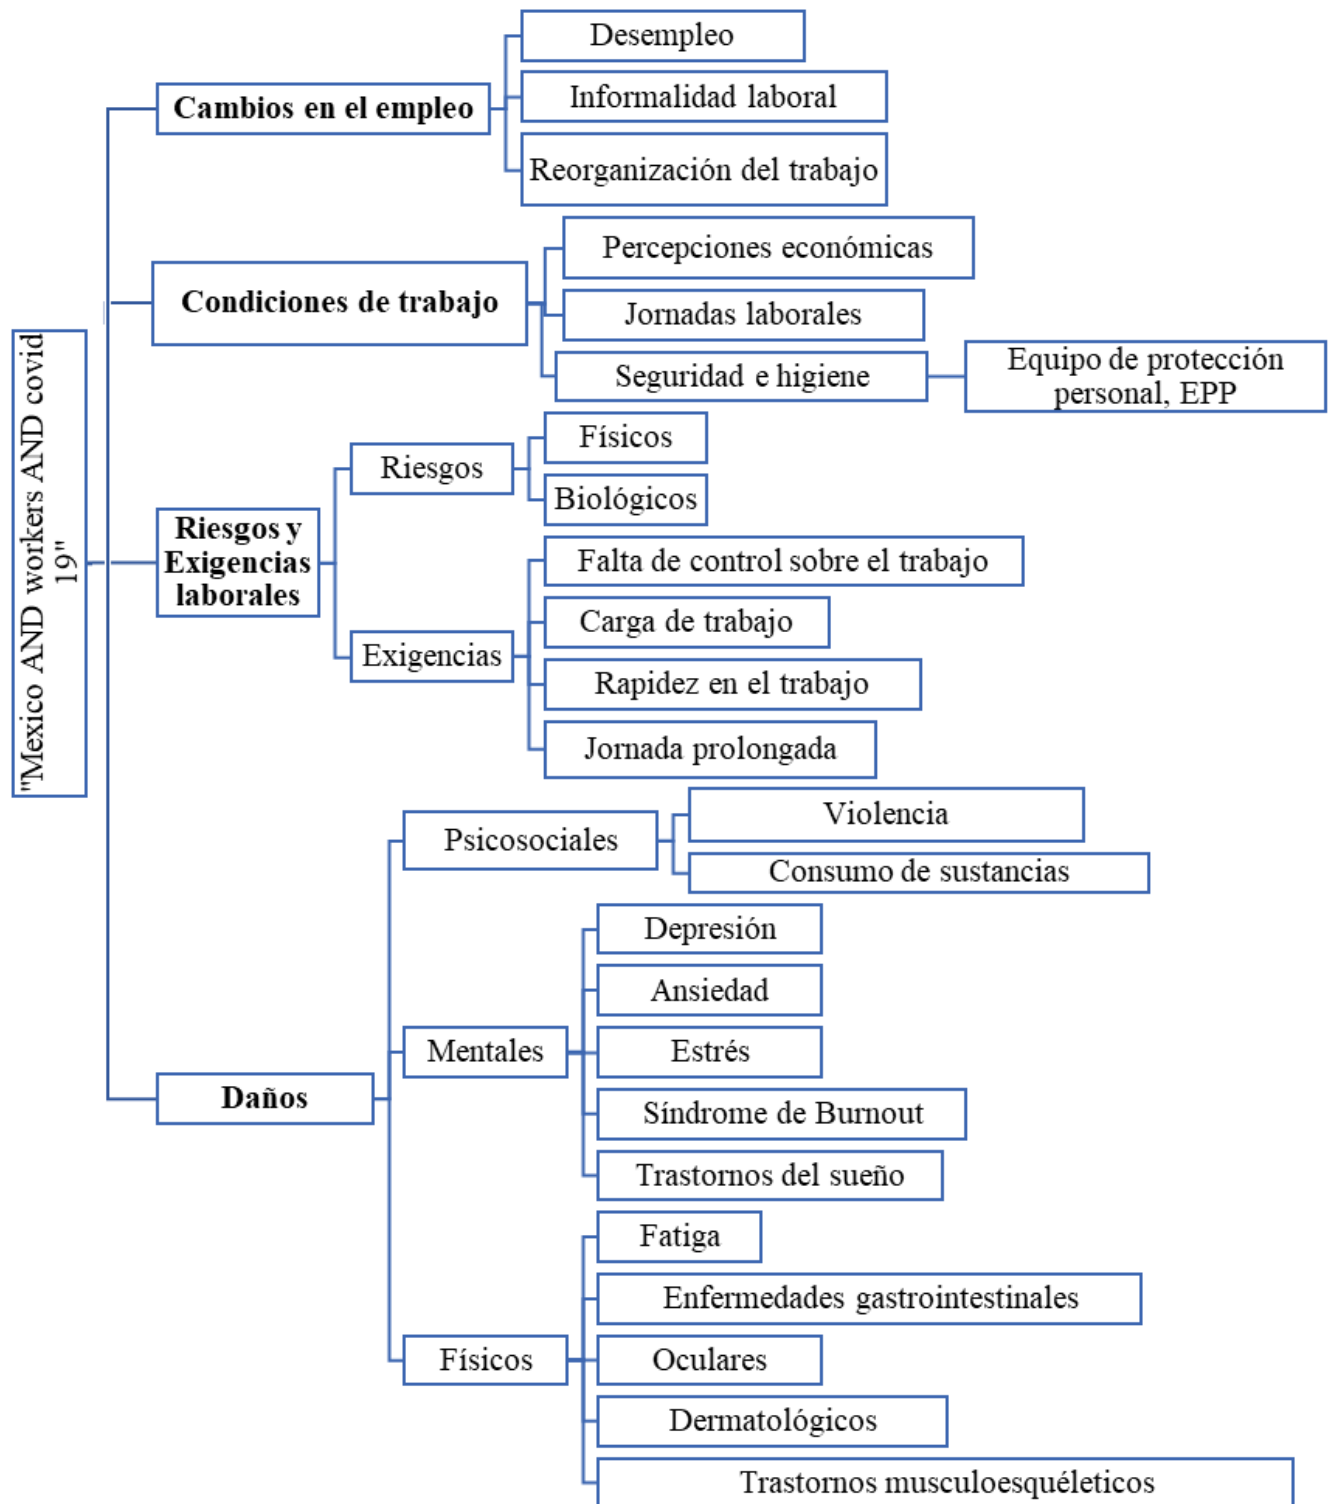 "Mexico AND workers AND covid
19"
Cambios en el empleo
Desempleo
Informalidad laboral
Reorganización del trabajo
Condiciones de trabajo
Percepciones económicas
Jornadas laborales
Seguridad e higiene
Equipo de protección
personal, EPP
Riesgos y
Exigencias
laborales
Riesgos
Físicos
Biológicos
Exigencias
Falta de control sobre el trabajo
Carga de trabajo
Rapidez en el trabajo
Jornada prolongada
Daños
Psicosociales
Violencia
Consumo de sustancias
Mentales
Depresión
Ansiedad
Estrés
Síndrome de Burnout
Trastornos del sueño
Físicos
Fatiga
Enfermedades gastrointestinales
Oculares
Dermatológicos
Trastornos musculoesquéleticos